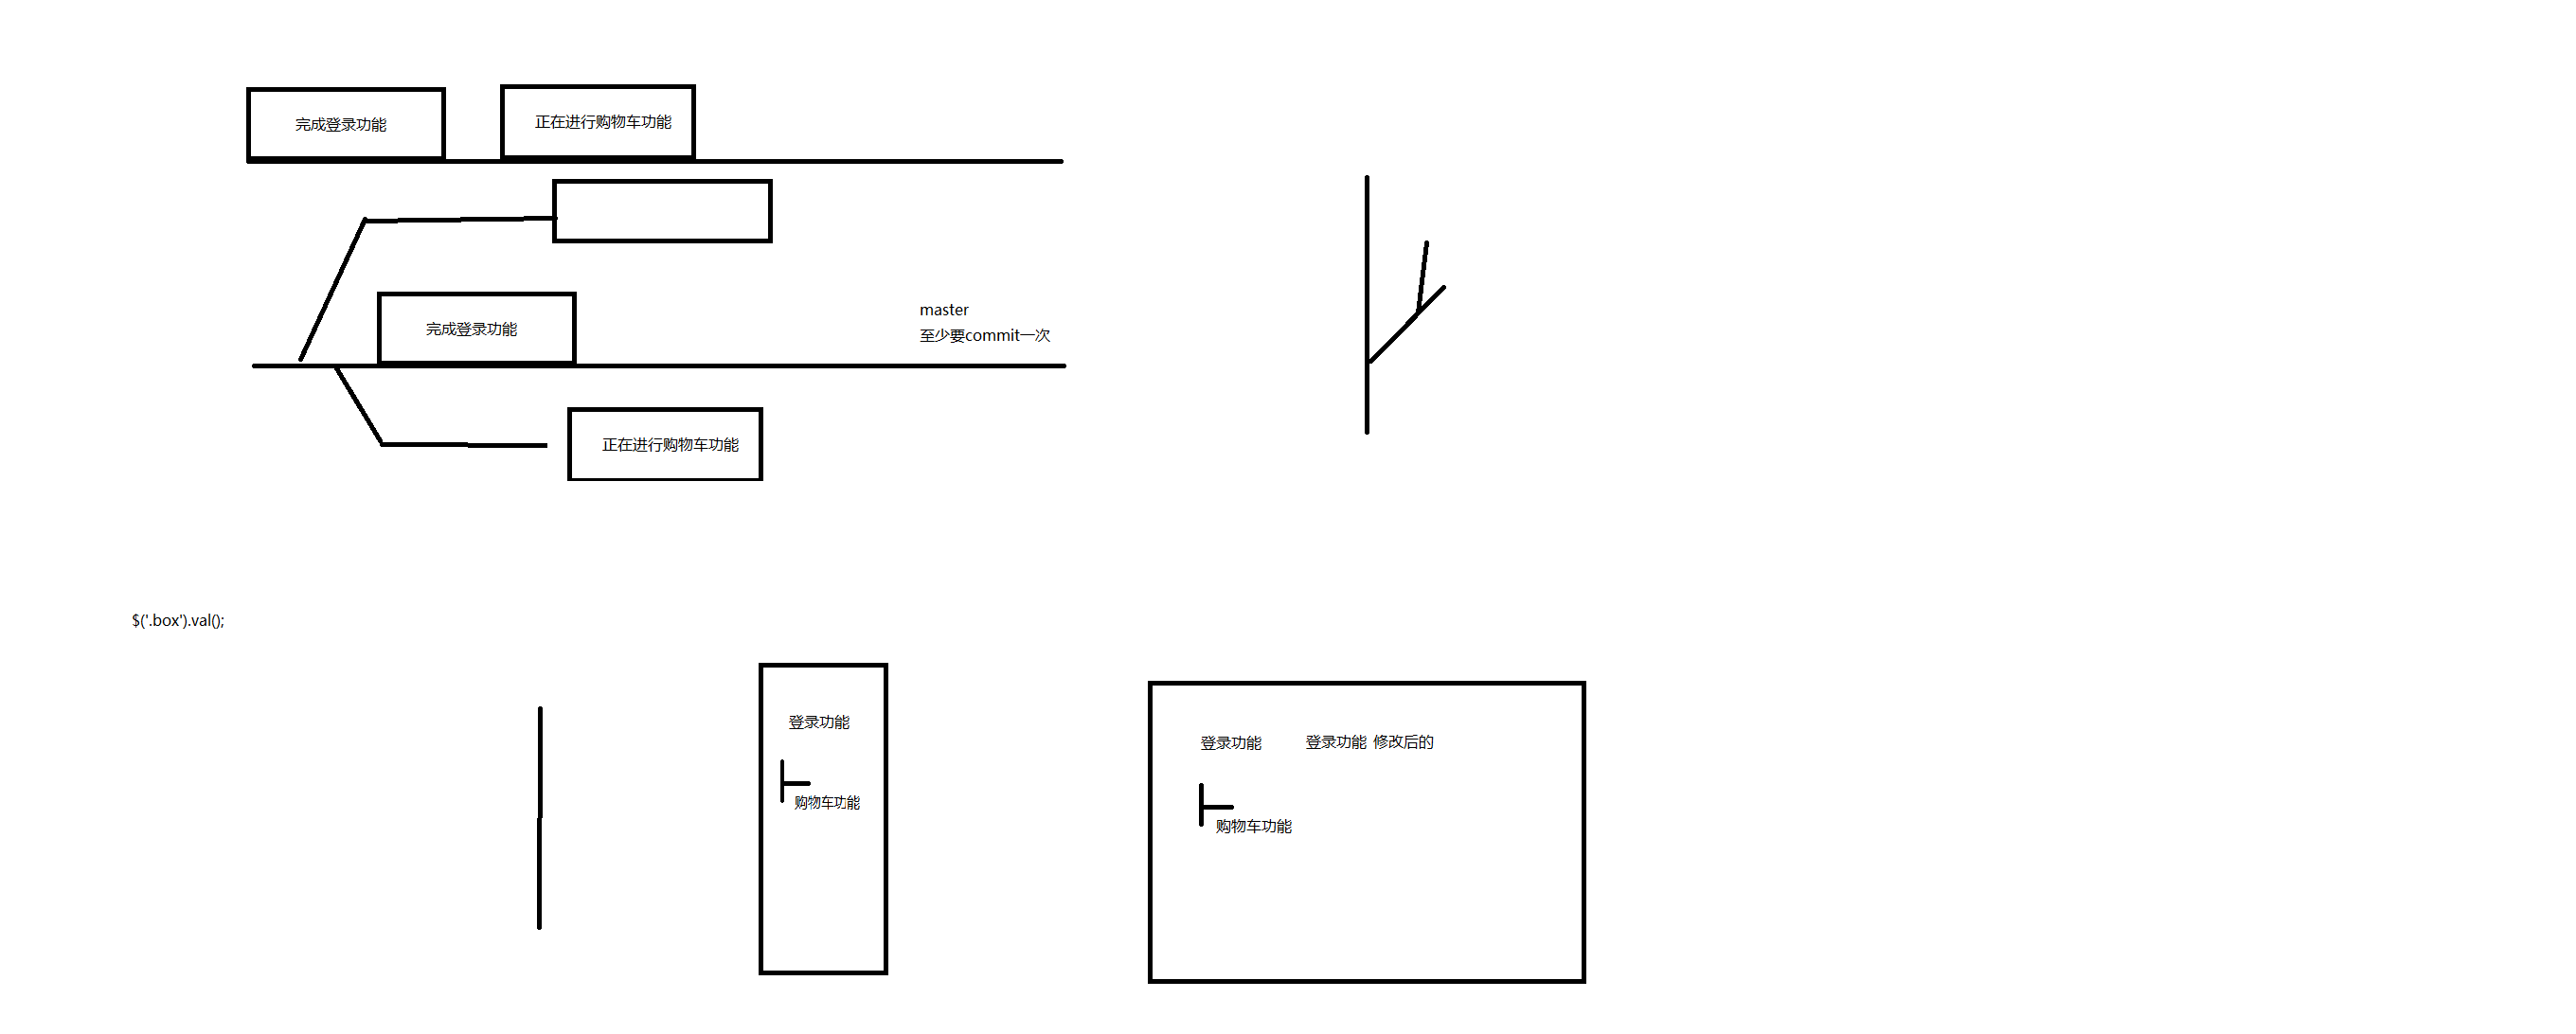 完成登录功能
正在进行购物车功能
完成登录功能
master
至少要commit一次
正在进行购物车功能
$('.box').val();
登录功能
购物车功能
登录功能
登录功能 修改后的
购物车功能